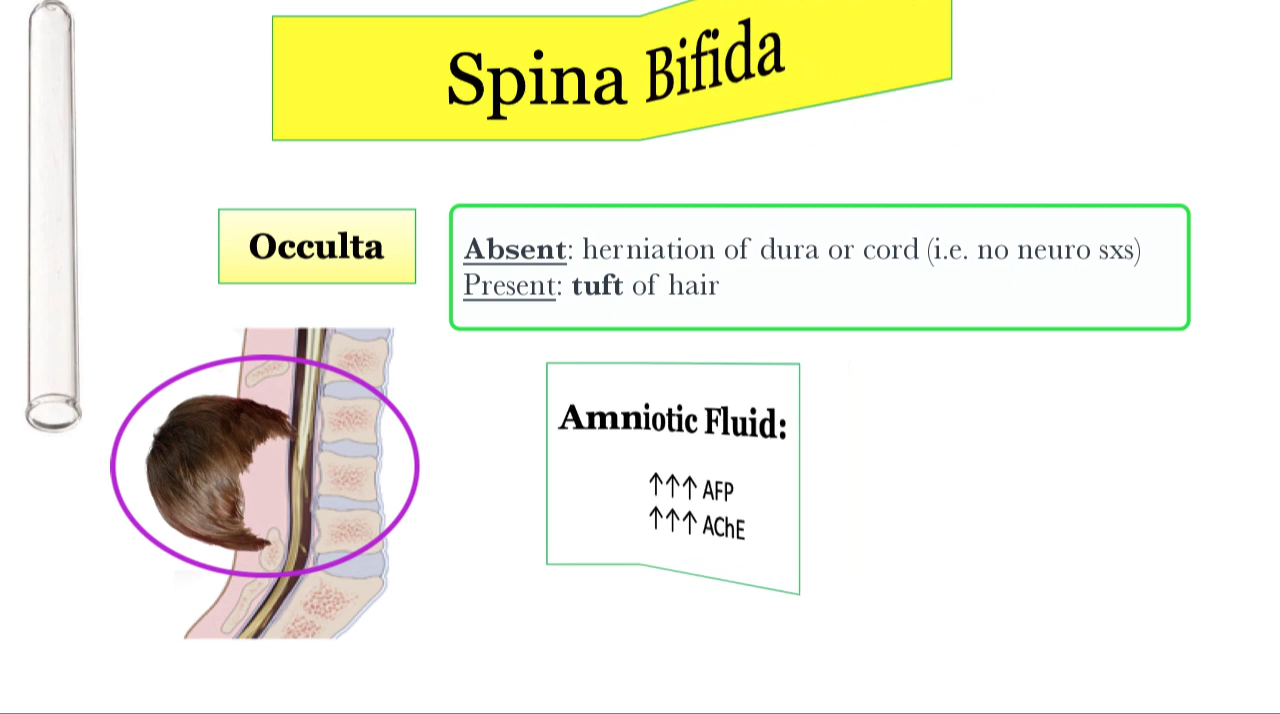 Spina Bifida
Occulta
Absent: herniation of dura or cord (i.e. no neuro sxs)
Present: tuft of hair
Amniotic Fluid:
↑↑↑ AFP
↑↑↑ AChE